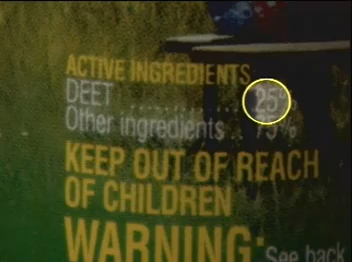 ACTIVE INGREDIENTS
DEET .............. 25%
Other ingredients .. 75%
KEEP OUT OF REACH
OF CHILDREN
WARNING: See back